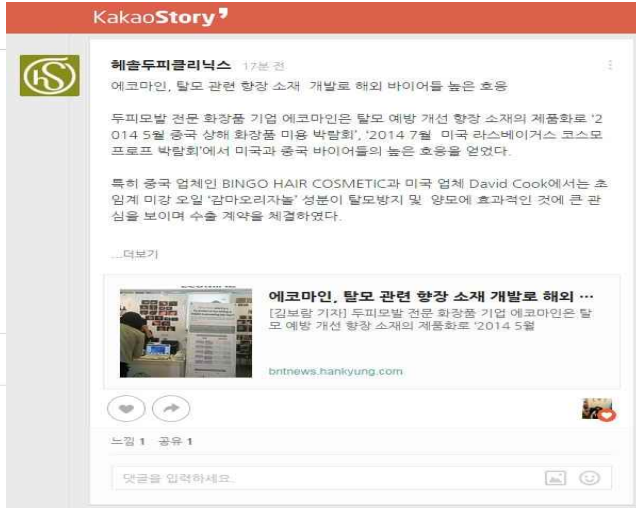 KakaoStory
헤솔두피클리닉스 17분 전
에코마인, 탈모 관련 향장 소재 개발로 해외 바이어들 높은 호응
두피모발 전문 화장품 기업 에코마인은 탈모 예방 개선 향장 소재의 제품화로 '2
014 5월 중국 상해 화장품 미용 박람회', '2014 7월 미국 라스베이거스 코스모
프로프 박람회'에서 미국과 중국 바이어들의 높은 호응을 얻었다.
특히 중국 업체인 BINGO HAIR COSMETIC과 미국 업체 David Cook에서는 초
임계 미강 오일 '감마오리자놀' 성분이 탈모방지 및 양모에 효과적인 것에 큰 관
심을 보이며 수출 계약을 체결하였다.
...더보기
에코마인, 탈모 관련 향장 소재 개발로 해외 ...
[김보람 기자] 두피모발 전문 화장품 기업 에코마인은 탈
모 예방 개선 향장 소재의 제품화로 '2014 5월
bntnews.hankyung.com
느낌 1 공유 1
댓글을 입력하세요.